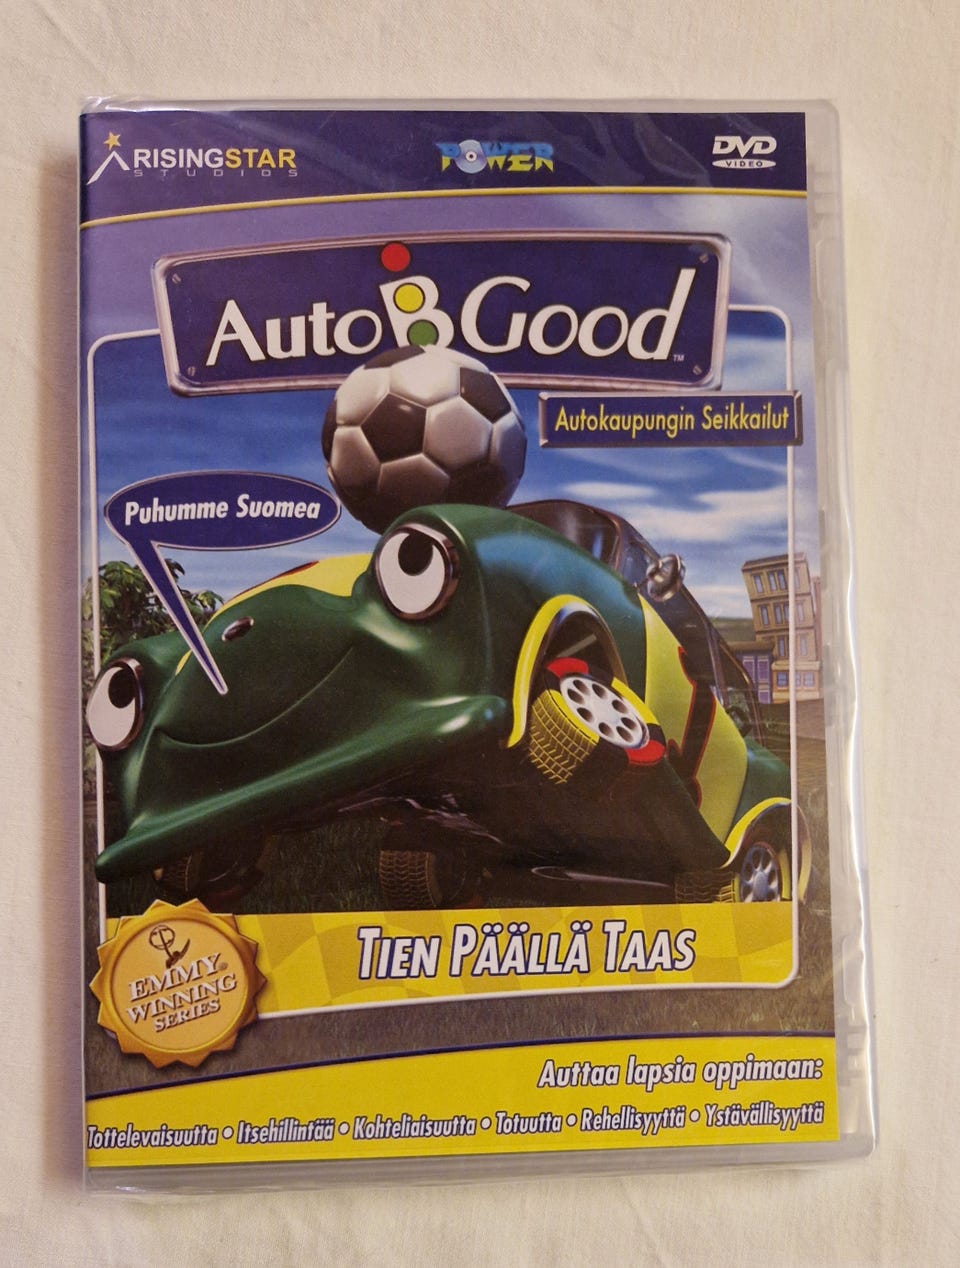 RISINGSTAR
STUDIOS
POWER
DVD
VIDEO
Auto B Good™
Autokaupungin Seikkailut
Puhumme Suomea
EMMY®
WINNING
SERIES
TIEN PÄÄLLÄ TAAS
Auttaa lapsia oppimaan:
Tottelevaisuutta • Itsehillintää • Kohteliaisuutta • Totuutta • Rehellisyyttä • Ystävällisyyttä